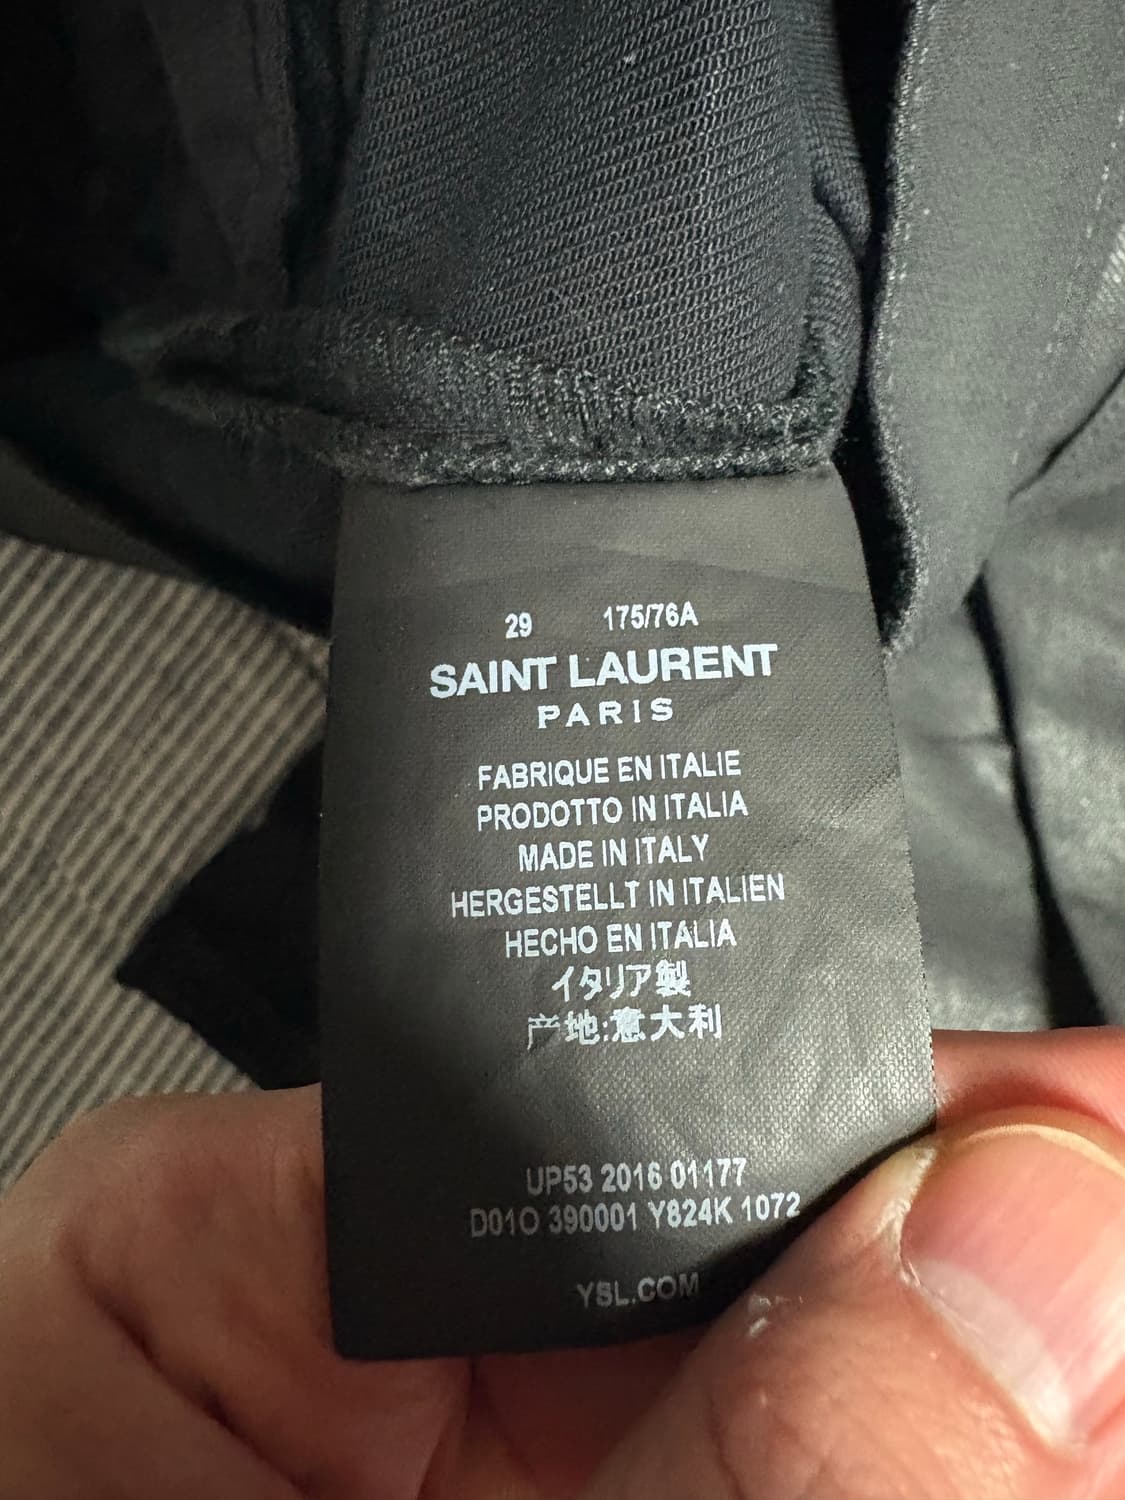 29 175/76A
SAINT LAURENT
PARIS
FABRIQUE EN ITALIE
PRODOTTO IN ITALIA
MADE IN ITALY
HERGESTELLT IN ITALIEN
HECHO EN ITALIA
イタリア製
产地:意大利
UP53 2016 01177
D01O 390001 Y824K 1072
YSL.COM